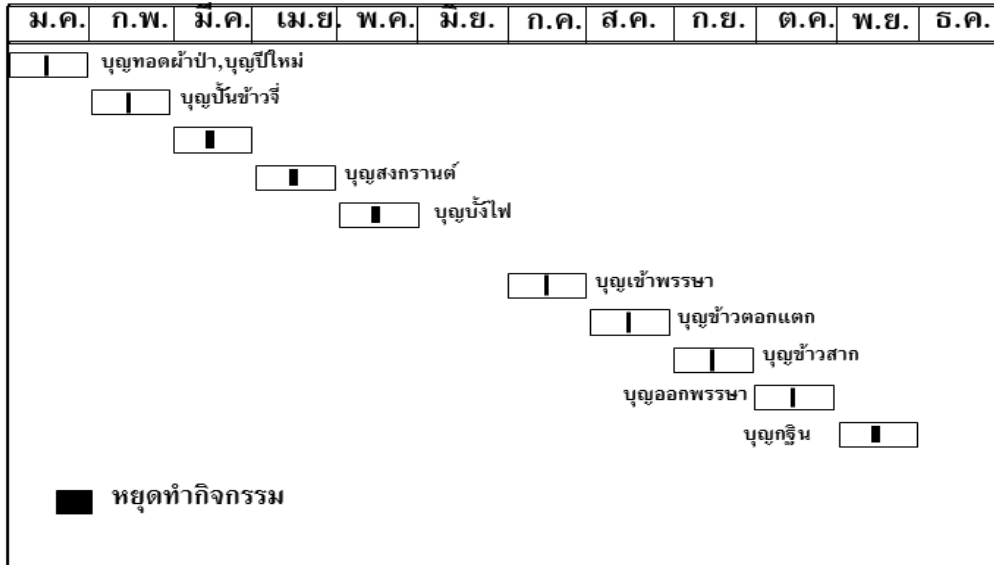 ม.ค. ก.พ. มี.ค. เม.ย. พ.ค. มิ.ย. ก.ค. ส.ค. ก.ย. ต.ค. พ.ย. ธ.ค.
บุญทอดผ้าป่า,บุญปีใหม่
บุญปั้นข้าวจี่
บุญสงกรานต์
บุญบั้งไฟ
บุญเข้าพรรษา
บุญข้าวตอกแตก
บุญข้าวสาก
บุญออกพรรษา
บุญกฐิน
หยุดทำกิจกรรม